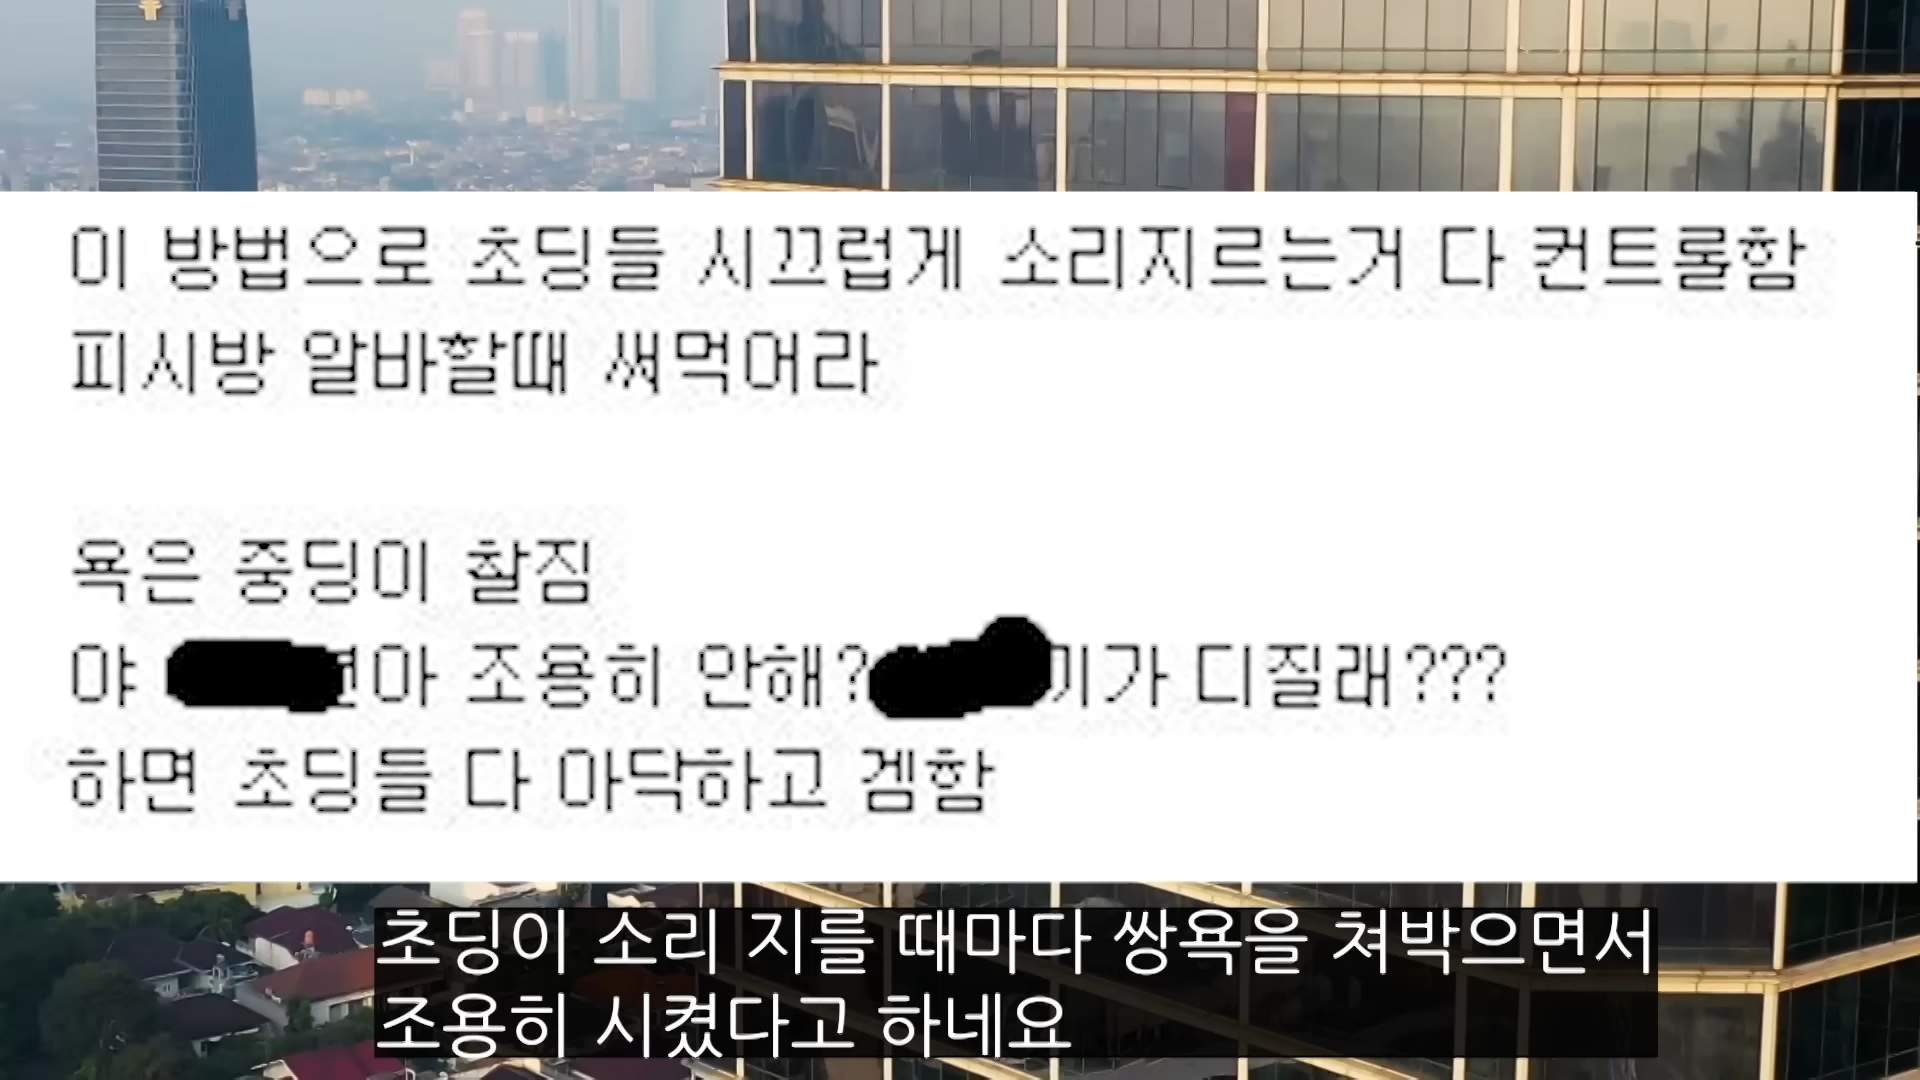 이 방법으로 초딩들 시끄럽게 소리지르는거 다 컨트롤함
피시방 알바할때 써먹어라
욕은 중딩이 찰짐
야 아 조용히 안해? 가 디질래???
하면 초딩들 다 아닥하고 겜함
초딩이 소리 지를 때마다 쌍욕을 쳐박으면서
조용히 시켰다고 하네요